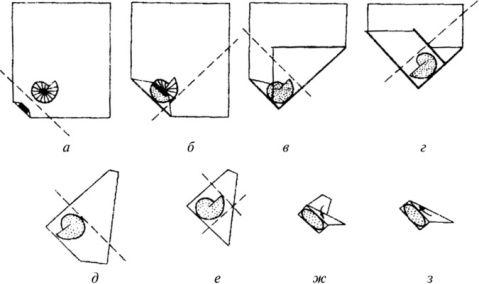 а б в г
д е ж з